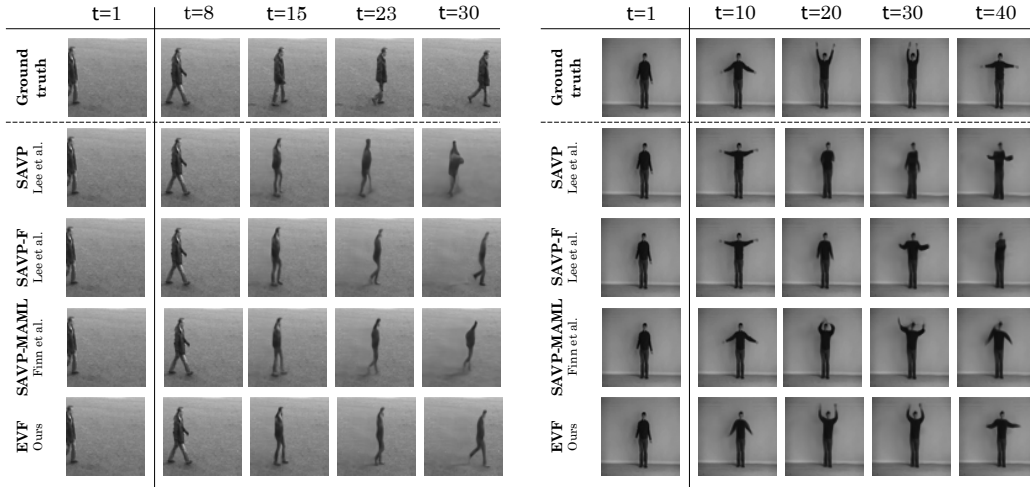 t=1 t=8 t=15 t=23 t=30
Ground
truth
SAVP
Lee et al.
SAVP-F
Lee et al.
SAVP-MAML
Finn et al.
EVF
Ours
t=1 t=10 t=20 t=30 t=40
Ground
truth
SAVP
Lee et al.
SAVP-F
Lee et al.
SAVP-MAML
Finn et al.
EVF
Ours